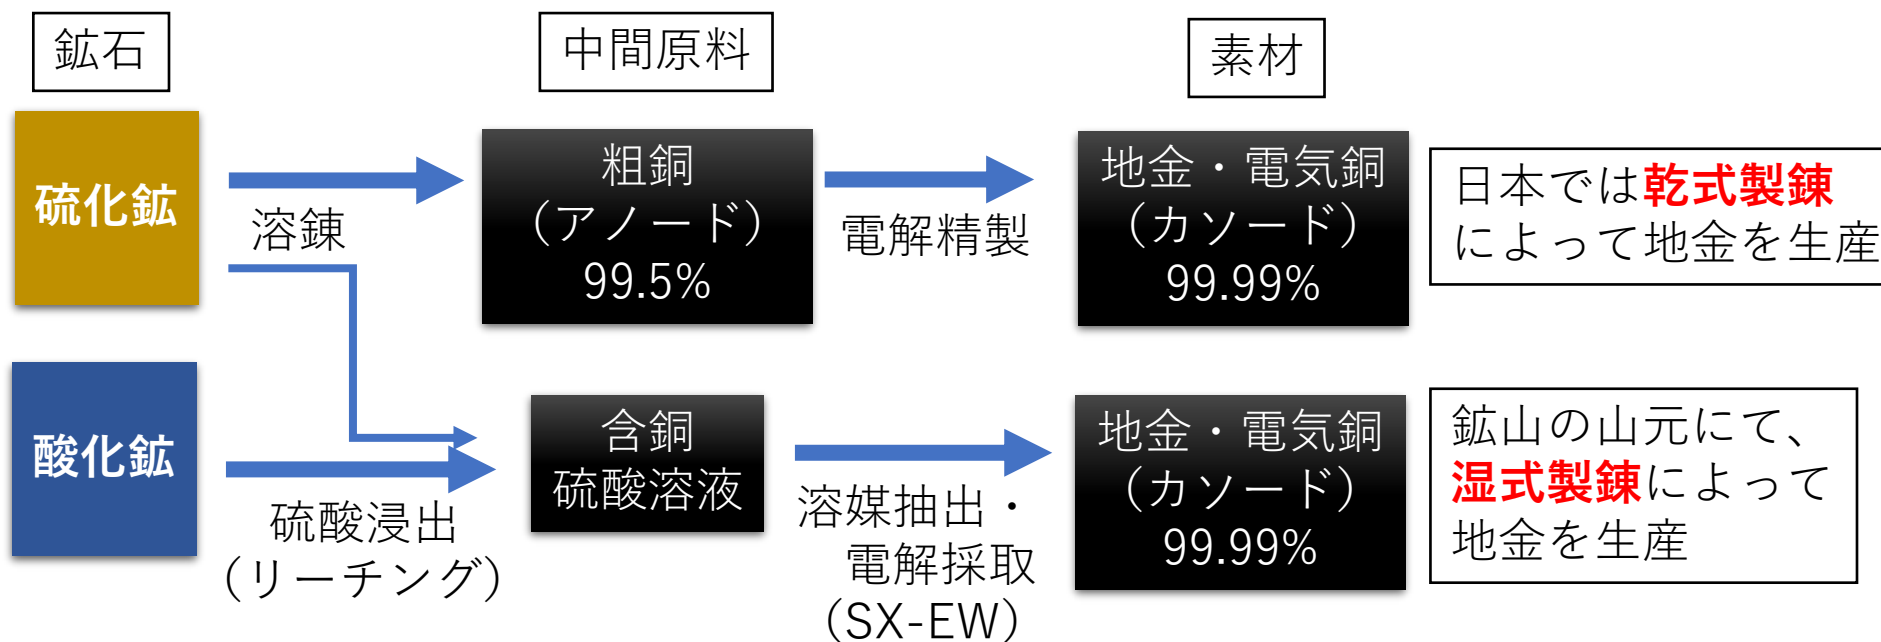 鉱石
中間原料
素材
硫化鉱
溶錬
粗銅
（アノード）
99.5%
電解精製
地金・電気銅
（カソード）
99.99%
日本では乾式製錬
によって地金を生産
酸化鉱
硫酸浸出
（リーチング）
含銅
硫酸溶液
溶媒抽出・
電解採取
（SX-EW）
地金・電気銅
（カソード）
99.99%
鉱山の山元にて、
湿式製錬によって
地金を生産